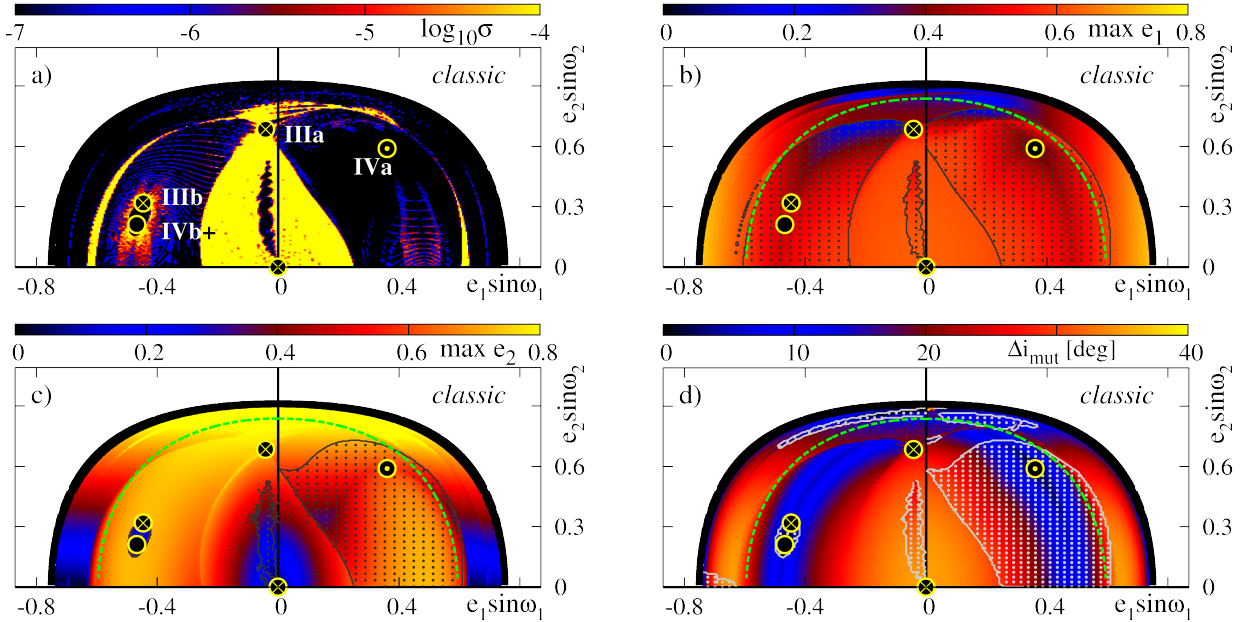 -7 -6 -5 log10σ -4
a) classic
IIIa
IVa
IIIb
IVb+
0 0.3 0.6 e2sinω2
-0.8 -0.4 0 0.4 e1sinω1
0 0.2 0.4 0.6 max e1 0.8
b) classic
0 0.3 0.6 e2sinω2
-0.8 -0.4 0 0.4 e1sinω1
0 0.2 0.4 max e2 0.6 0.8
c) classic
0 0.3 0.6 e2sinω2
-0.8 -0.4 0 0.4 e1sinω1
0 10 20 Δimut [deg] 40
d) classic
0 0.3 0.6 e2sinω2
-0.8 -0.4 0 0.4 e1sinω1